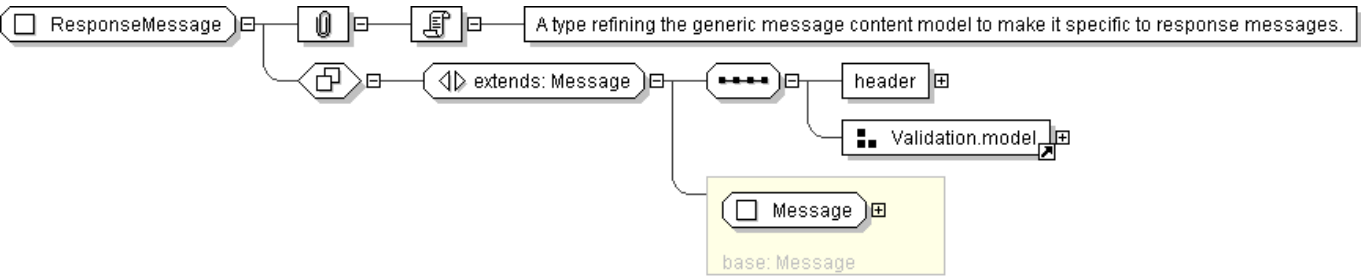 ResponseMessage
A type refining the generic message content model to make it specific to response messages.
extends: Message
header
Validation.model
Message
base: Message